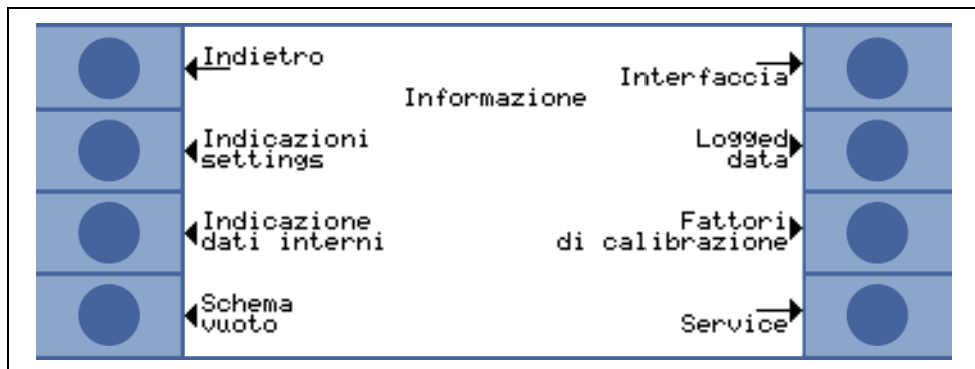 Indietro
Interfaccia
Informazione
Indicazioni
settings
Logged
data
Indicazione
dati interni
Fattori
di calibrazione
Schema
vuoto
Service